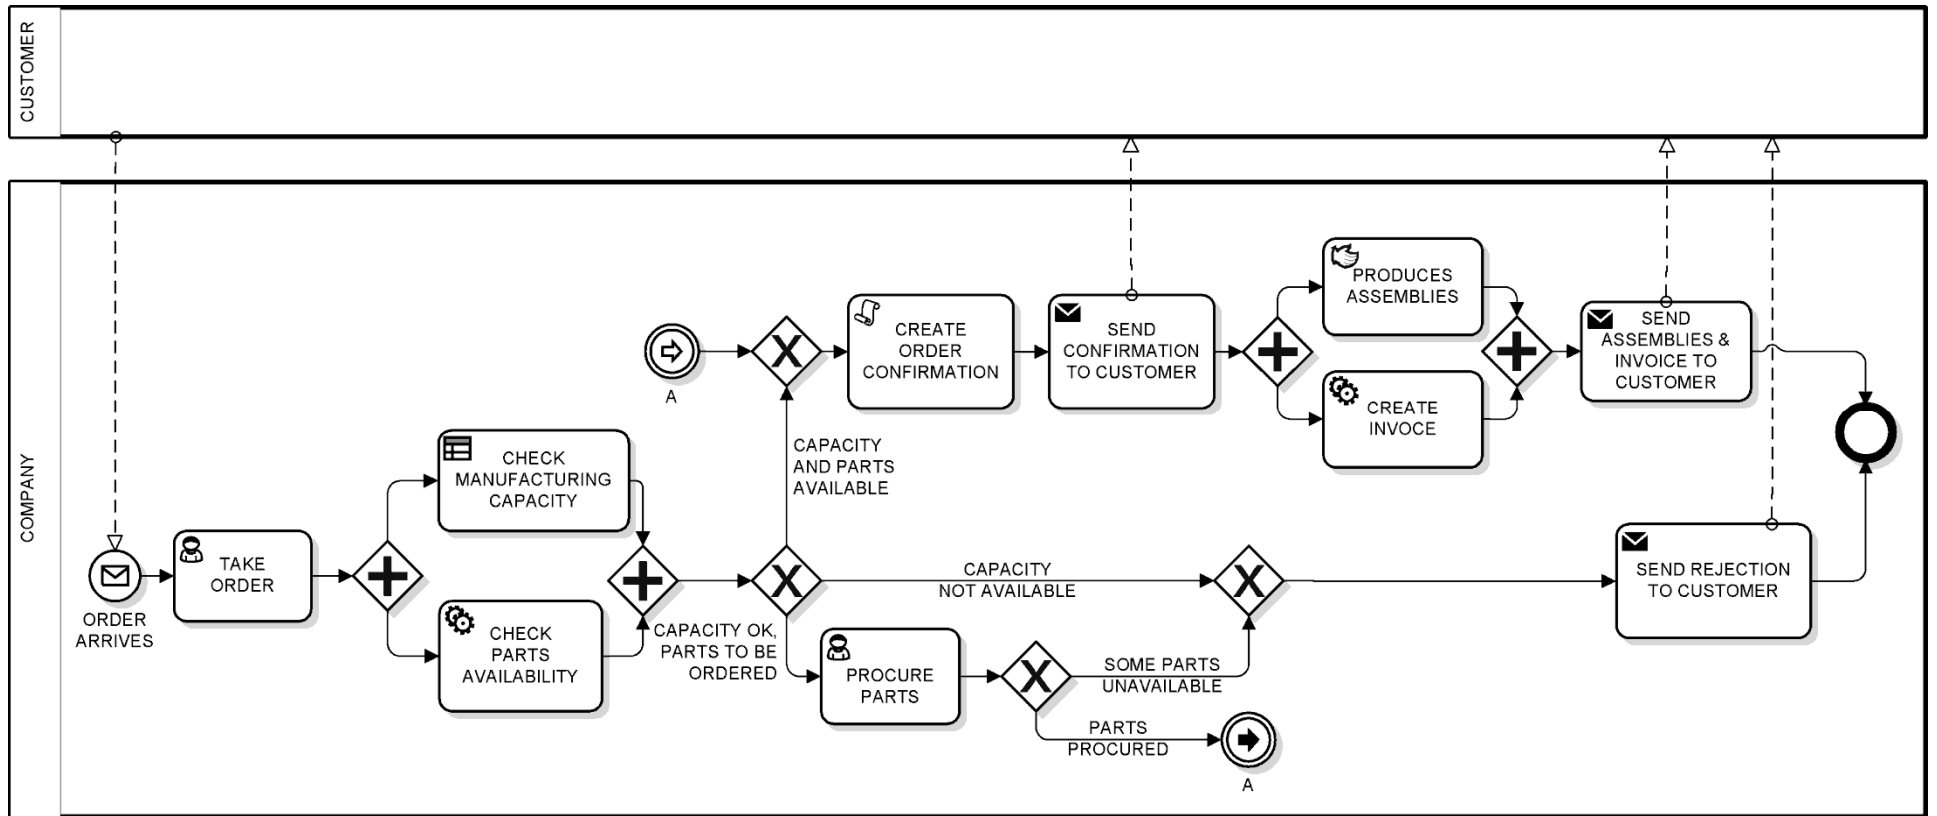 CUSTOMER
COMPANY
ORDER
ARRIVES
TAKE
ORDER
CHECK
MANUFACTURING
CAPACITY
CHECK
PARTS
AVAILABILITY
A
CAPACITY
AND PARTS
AVAILABLE
CAPACITY OK,
PARTS TO BE
ORDERED
CREATE
ORDER
CONFIRMATION
SEND
CONFIRMATION
TO CUSTOMER
PRODUCES
ASSEMBLIES
CREATE
INVOCE
SEND
ASSEMBLIES &
INVOICE TO
CUSTOMER
CAPACITY
NOT AVAILABLE
PROCURE
PARTS
SOME PARTS
UNAVAILABLE
PARTS
PROCURED
A
SEND REJECTION
TO CUSTOMER